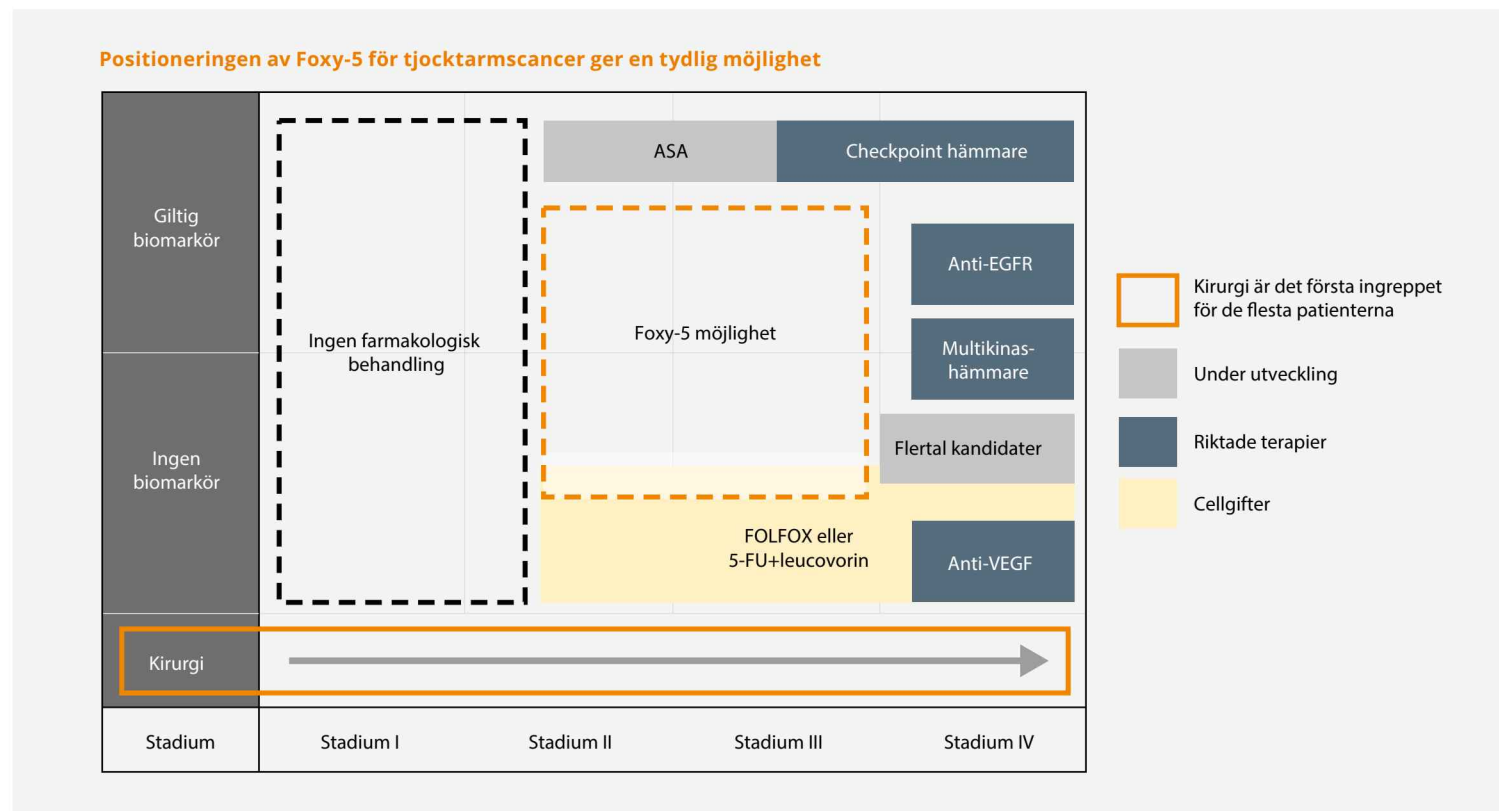 Positioneringen av Foxy-5 för tjocktarmscancer ger en tydlig möjlighet
Giltig
biomarkör
Ingen
biomarkör
Kirurgi
Ingen farmakologisk
behandling
ASA
Checkpoint hämmare
Foxy-5 möjlighet
Anti-EGFR
Multikinas-
hämmare
Flertal kandidater
FOLFOX eller
5-FU+leucovorin
Anti-VEGF
Stadium
Stadium I
Stadium II
Stadium III
Stadium IV
Kirurgi är det första ingreppet
för de flesta patienterna
Under utveckling
Riktade terapier
Cellgifter